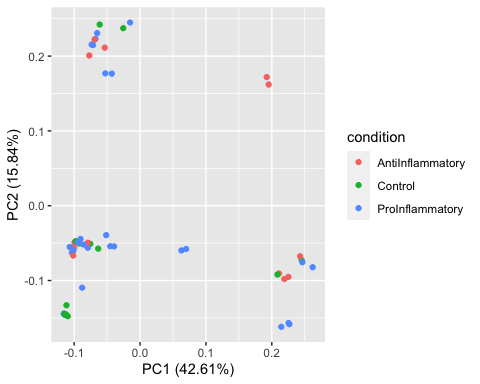 0.2
0.1
0.0
-0.1
-0.1
0.0
0.1
0.2
PC1 (42.61%)
PC2 (15.84%)
condition
AntiInflammatory
Control
ProInflammatory